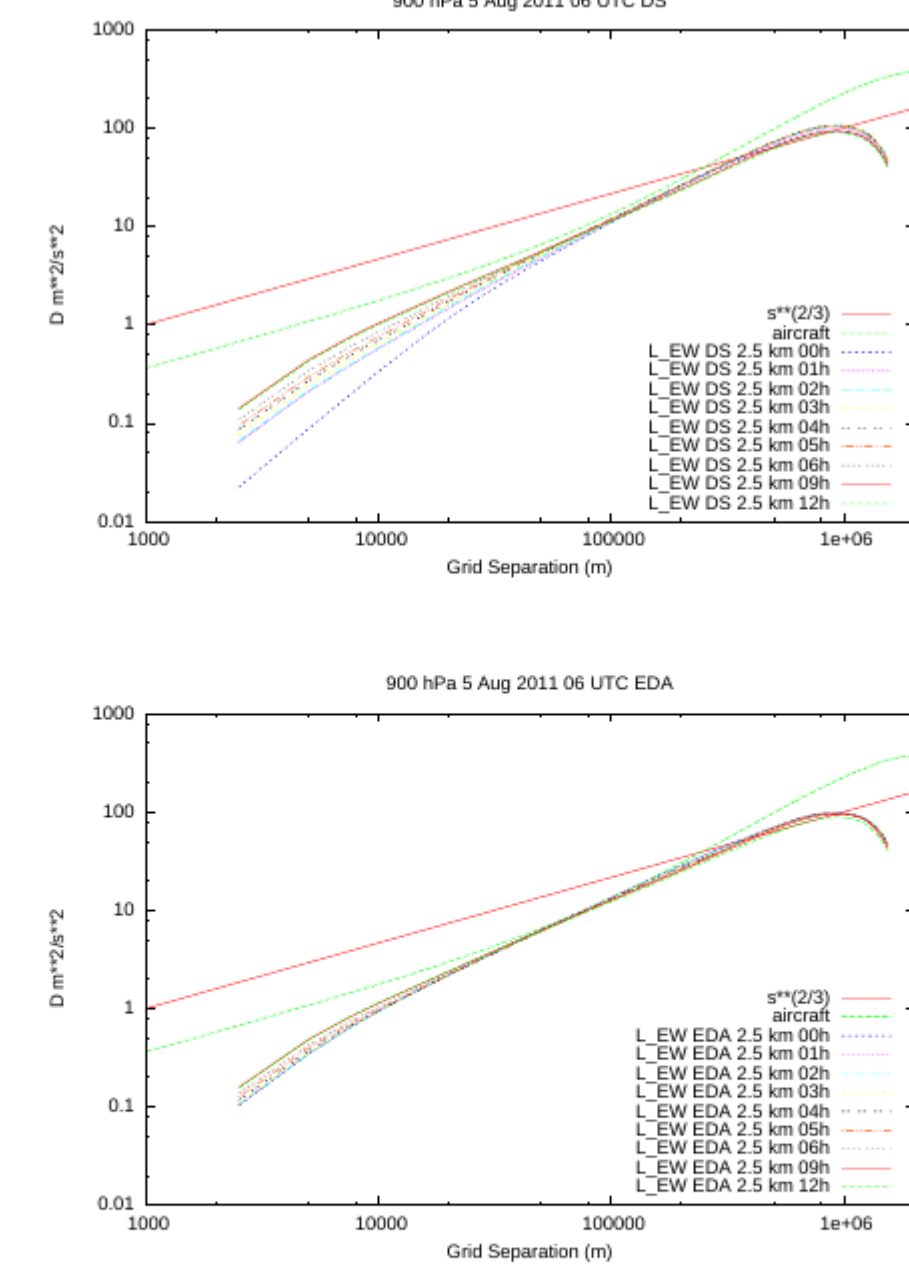 900 hPa 5 Aug 2011 06 UTC DS
1000
100
10
1
0.1
0.01
D m**2/s**2
s**(2/3)
aircraft
L_EW DS 2.5 km 00h
L_EW DS 2.5 km 01h
L_EW DS 2.5 km 02h
L_EW DS 2.5 km 03h
L_EW DS 2.5 km 04h
L_EW DS 2.5 km 05h
L_EW DS 2.5 km 06h
L_EW DS 2.5 km 09h
L_EW DS 2.5 km 12h
1000 10000 100000 1e+06
Grid Separation (m)
900 hPa 5 Aug 2011 06 UTC EDA
1000
100
10
1
0.1
0.01
D m**2/s**2
s**(2/3)
aircraft
L_EW EDA 2.5 km 00h
L_EW EDA 2.5 km 01h
L_EW EDA 2.5 km 02h
L_EW EDA 2.5 km 03h
L_EW EDA 2.5 km 04h
L_EW EDA 2.5 km 05h
L_EW EDA 2.5 km 06h
L_EW EDA 2.5 km 09h
L_EW EDA 2.5 km 12h
1000 10000 100000 1e+06
Grid Separation (m)